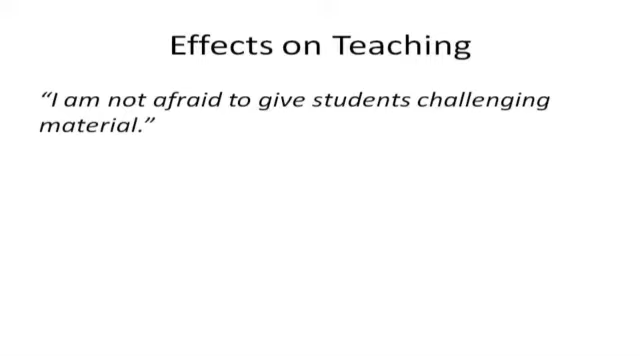 Effects on Teaching
“I am not afraid to give students challenging
material.”